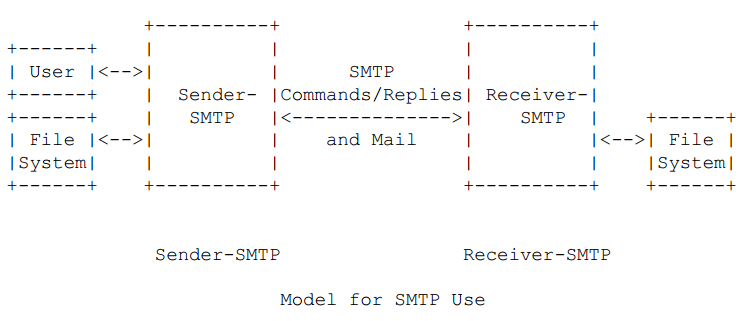 +----------+                +----------+
+------+    |          |                |          |
| User |<-->|          |      SMTP      |          |
+------+    |  Sender- |Commands/Replies| Receiver-|
+------+    |   SMTP   |<-------------->|    SMTP  |    +------+
| File |<-->|          |    and Mail    |          |<-->| File |
|System|    |          |                |          |    |System|
+------+    +----------+                +----------+    +------+
Sender-SMTP                Receiver-SMTP
Model for SMTP Use